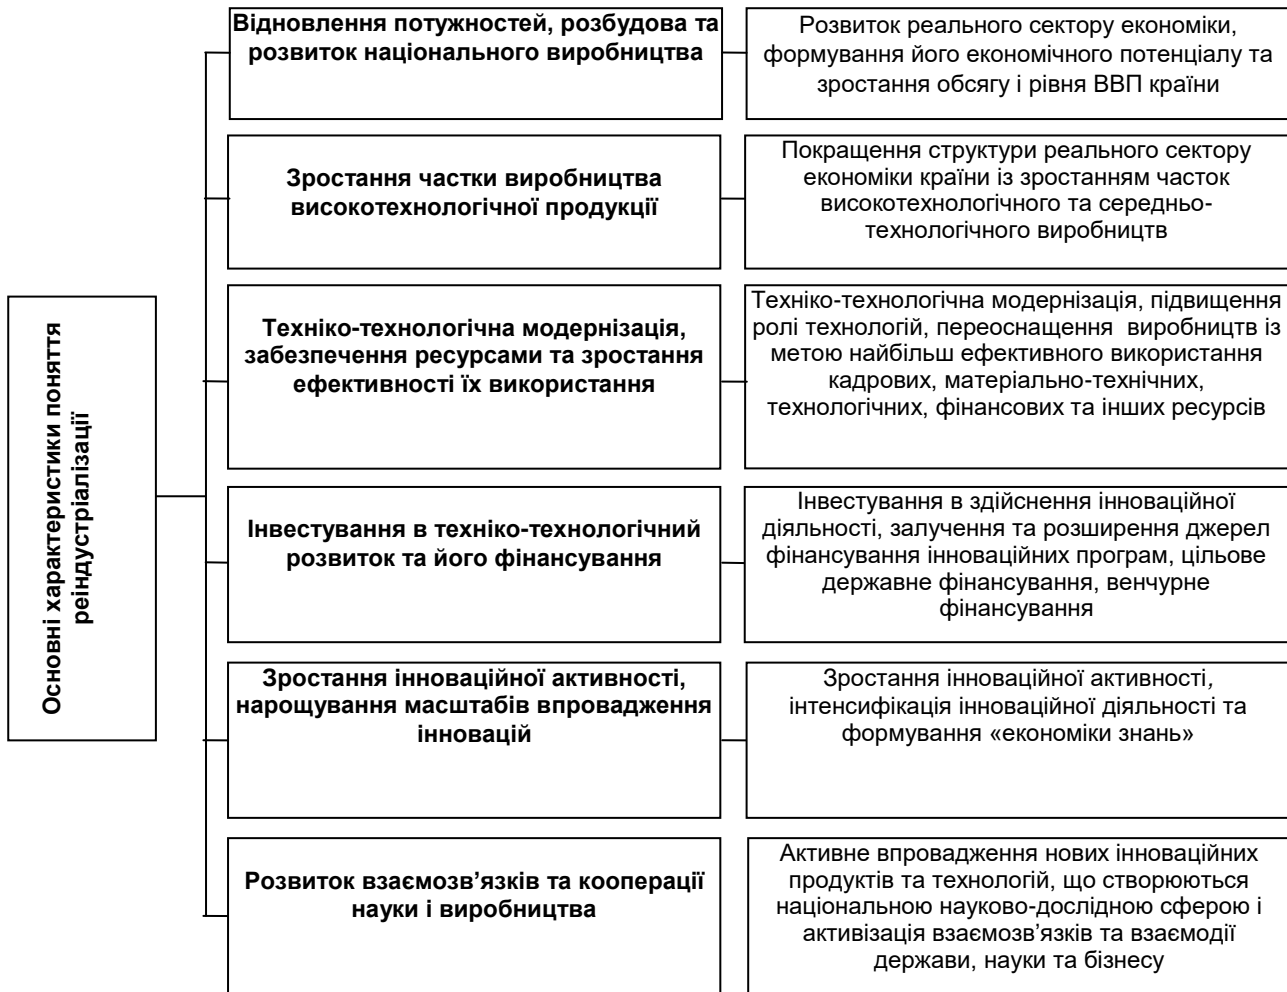 Основні характеристики поняття
реіндустріалізації
Відновлення потужностей, розбудова та
розвиток національного виробництва
Розвиток реального сектору економіки,
формування його економічного потенціалу та
зростання обсягу і рівня ВВП країни
Зростання частки виробництва
високотехнологічної продукції
Покращення структури реального сектору
економіки країни із зростанням часток
високотехнологічного та середньо-
технологічного виробництв
Техніко-технологічна модернізація,
забезпечення ресурсами та зростання
ефективності їх використання
Техніко-технологічна модернізація, підвищення
ролі технологій, переоснащення виробництв із
метою найбільш ефективного використання
кадрових, матеріально-технічних,
технологічних, фінансових та інших ресурсів
Інвестування в техніко-технологічний
розвиток та його фінансування
Інвестування в здійснення інноваційної
діяльності, залучення та розширення джерел
фінансування інноваційних програм, цільове
державне фінансування, венчурне
фінансування
Зростання інноваційної активності,
нарощування масштабів впровадження
інновацій
Зростання інноваційної активності,
інтенсифікація інноваційної діяльності та
формування «економіки знань»
Розвиток взаємозв’язків та кооперації
науки і виробництва
Активне впровадження нових інноваційних
продуктів та технологій, що створюються
національною науково-дослідною сферою і
активізація взаємозв’язків та взаємодії
держави, науки та бізнесу